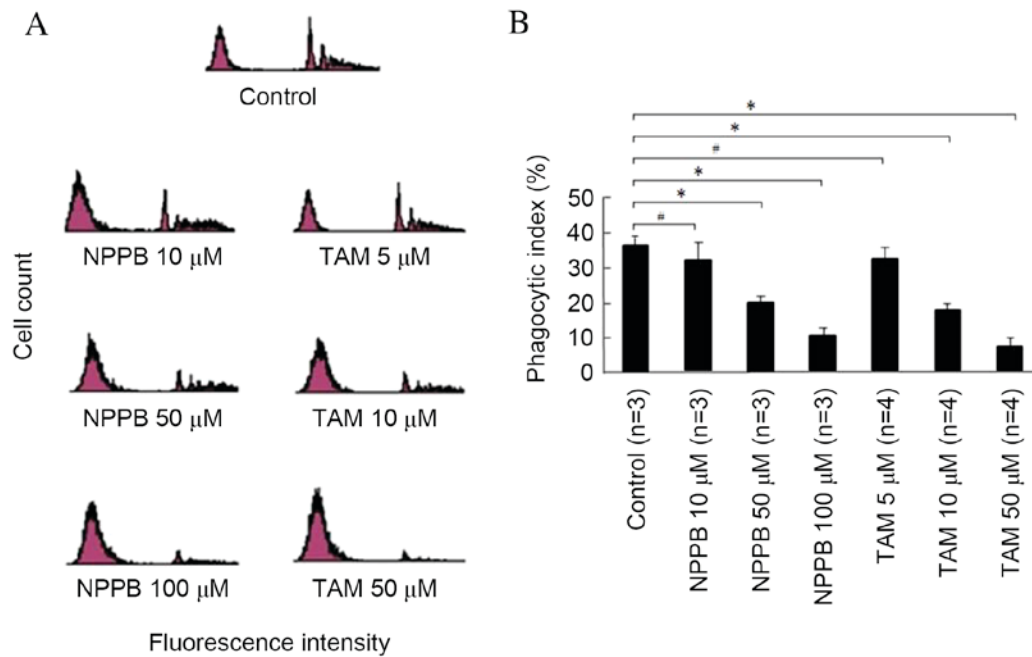 A
Control
NPPB 10 μM
TAM 5 μM
NPPB 50 μM
TAM 10 μM
NPPB 100 μM
TAM 50 μM
Cell count
Fluorescence intensity
B
*
*
#
*
*
#
Phagocytic index (%)
50
40
30
20
10
0
Control (n=3)
NPPB 10 μM (n=3)
NPPB 50 μM (n=3)
NPPB 100 μM (n=3)
TAM 5 μM (n=4)
TAM 10 μM (n=4)
TAM 50 μM (n=4)